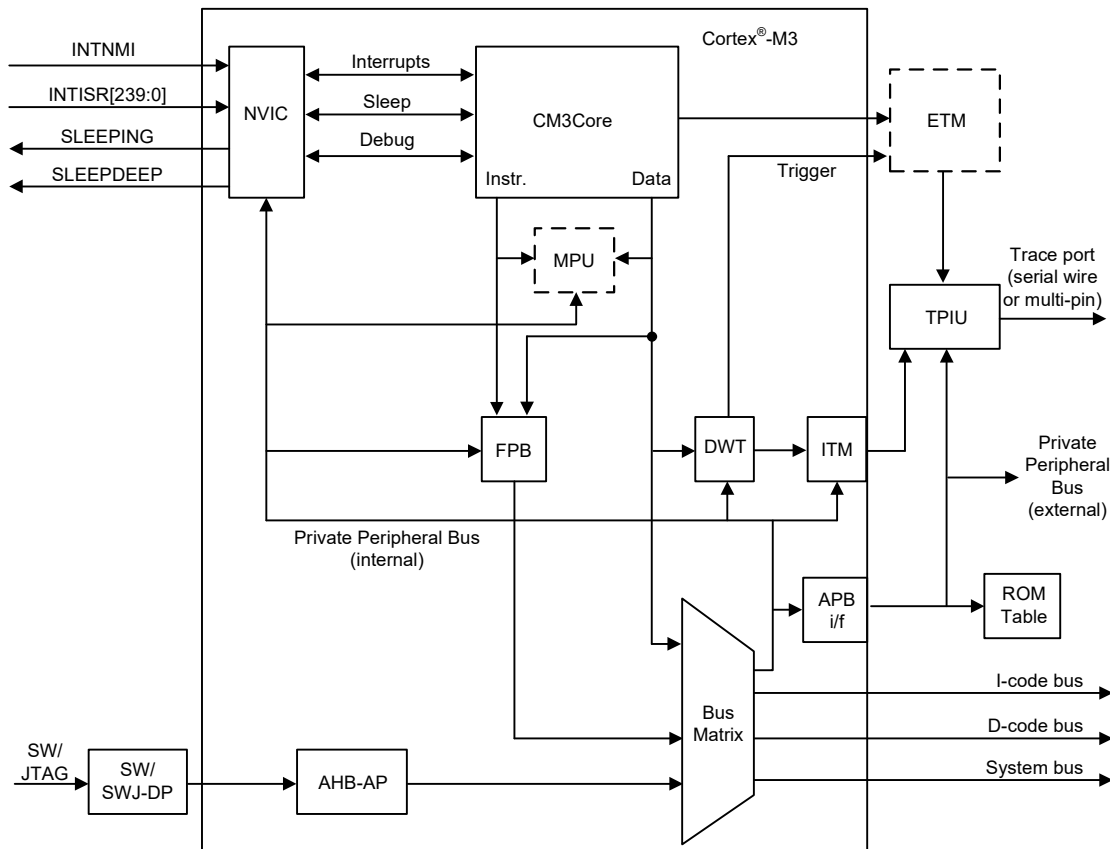 Cortex®-M3
INTNMI
INTISR[239:0]
SLEEPING
SLEEPDEEP
NVIC
Interrupts
Sleep
Debug
CM3Core
Instr.
Data
ETM
Trigger
MPU
Trace port
(serial wire
or multi-pin)
TPIU
FPB
DWT
ITM
Private
Peripheral
Bus
(external)
Private Peripheral Bus
(internal)
APB
i/f
ROM
Table
Bus
Matrix
I-code bus
D-code bus
System bus
SW/
JTAG
SW/
SWJ-DP
AHB-AP